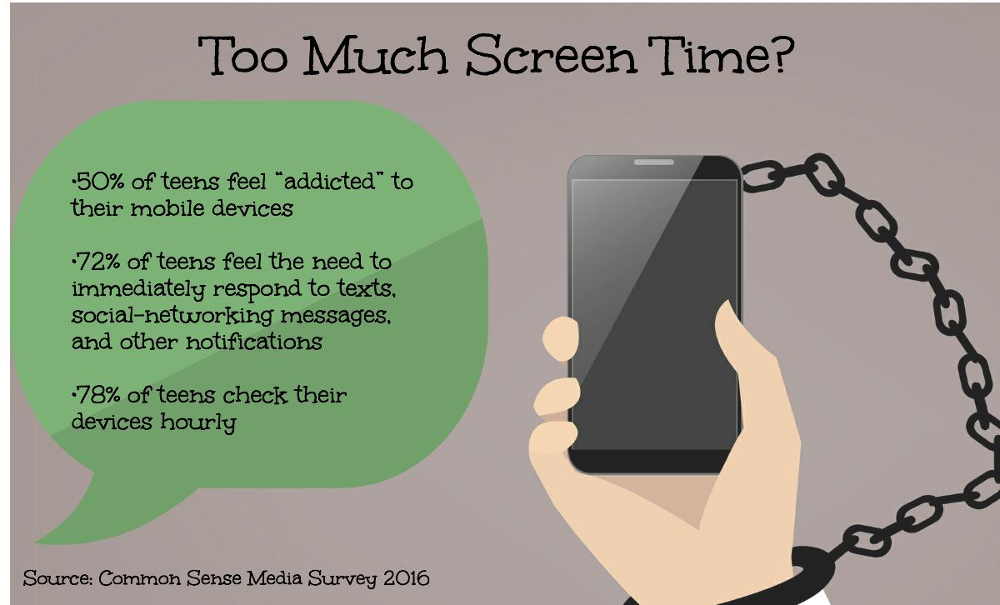 Too Much Screen Time?
•50% of teens feel “addicted” to
their mobile devices
•72% of teens feel the need to
immediately respond to texts,
social-networking messages,
and other notifications
•78% of teens check their
devices hourly
Source: Common Sense Media Survey 2016